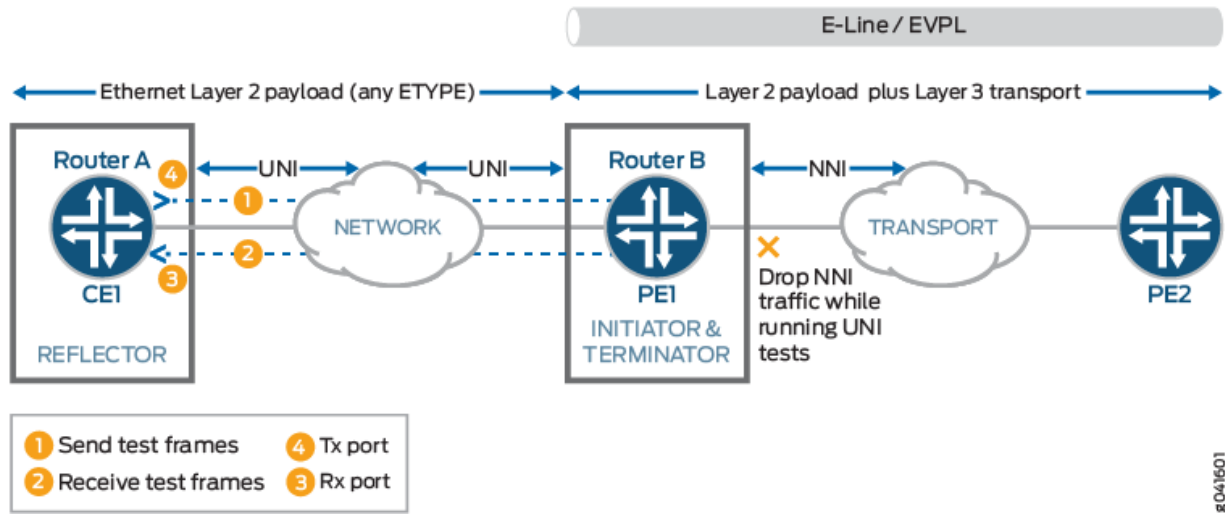 E-Line / EVPL
Ethernet Layer 2 payload (any ETYPE)
Layer 2 payload plus Layer 3 transport
Router A
4
UNI
UNI
Router B
NNI
1
NETWORK
TRANSPORT
2
3
CE1
PE1
PE2
REFLECTOR
INITIATOR &
TERMINATOR
Drop NNI
traffic while
running UNI
tests
1 Send test frames
4 Tx port
2 Receive test frames
3 Rx port
g041601